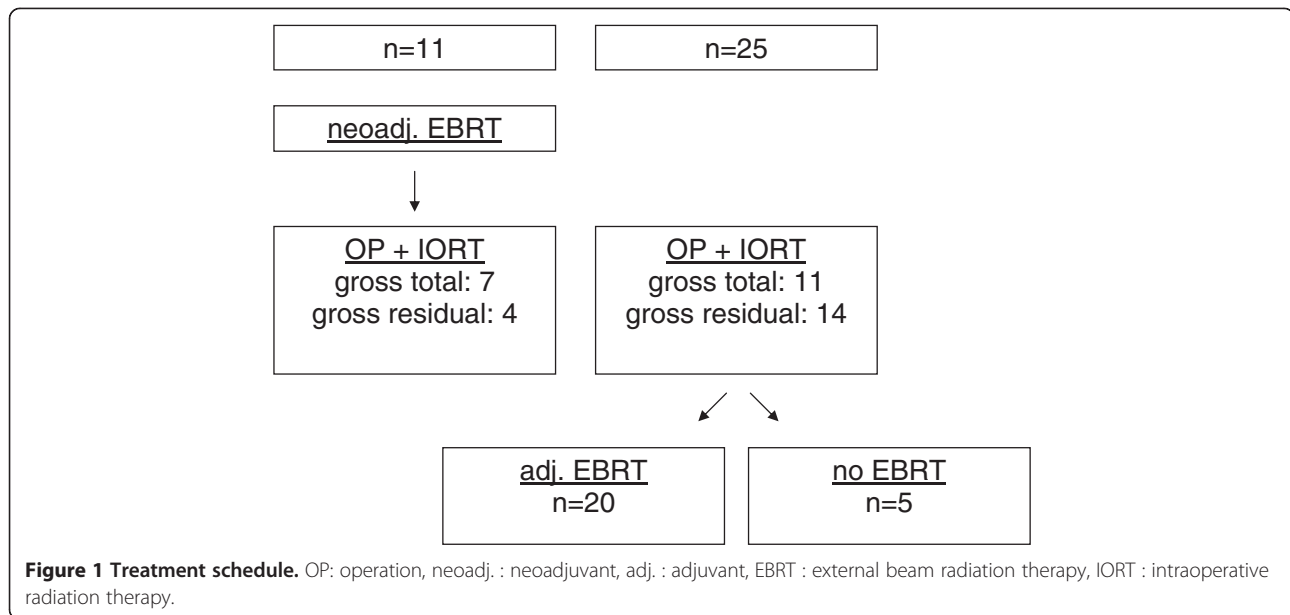 n=11
n=25
neoadj. EBRT
OP + IORT
gross total: 7
gross residual: 4
OP + IORT
gross total: 11
gross residual: 14
adj. EBRT
n=20
no EBRT
n=5
Figure 1 Treatment schedule. OP: operation, neoadj. : neoadjuvant, adj. : adjuvant, EBRT : external beam radiation therapy, IORT : intraoperative
radiation therapy.